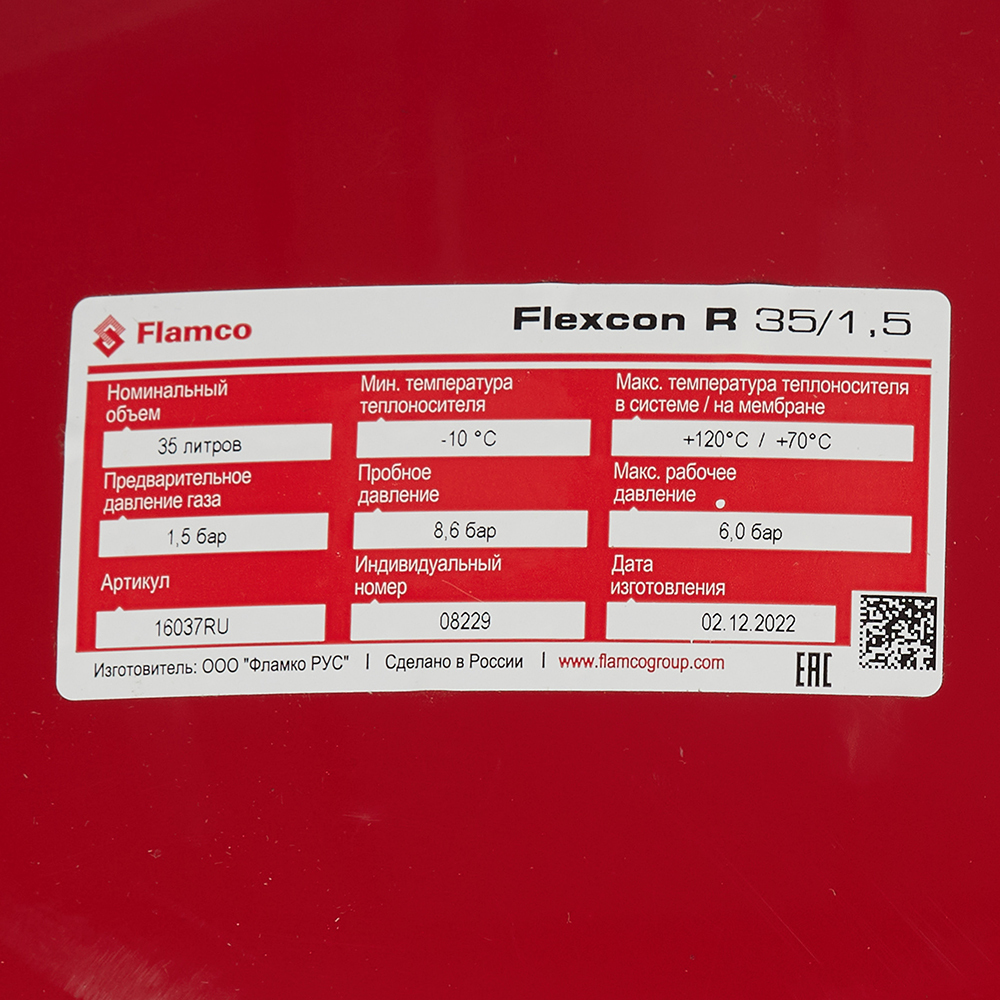 Flamco
Flexcon R 35/1,5
Номинальный
объем
35 литров
Мин. температура
теплоносителя
-10 °C
Макс. температура теплоносителя
в системе / на мембране
+120°C / +70°C
Предварительное
давление газа
1,5 бар
Пробное
давление
8,6 бар
Макс. рабочее
давление
6,0 бар
Артикул
16037RU
Индивидуальный
номер
08229
Дата
изготовления
02.12.2022
Изготовитель: ООО "Фламко РУС" | Сделано в России | www.flamcogroup.com
EAC